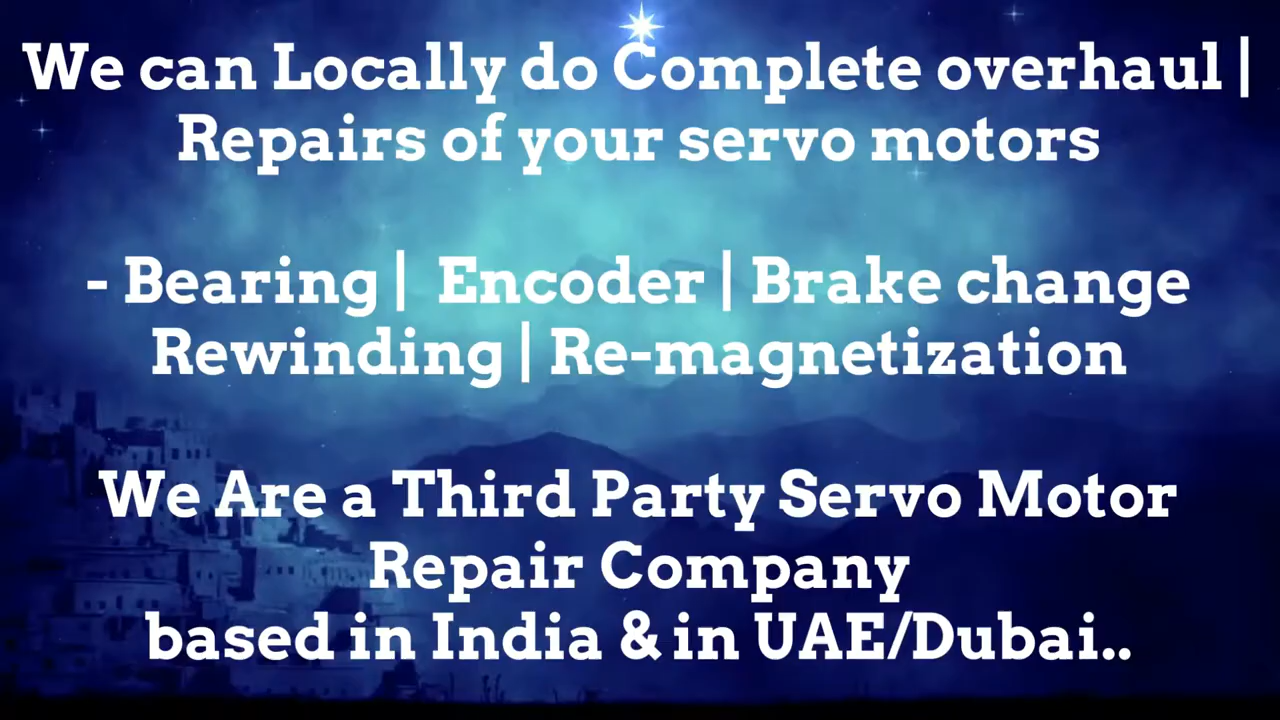 We can Locally do Complete overhaul |
Repairs of your servo motors
- Bearing | Encoder | Brake change
Rewinding | Re-magnetization
We Are a Third Party Servo Motor
Repair Company
based in India & in UAE/Dubai..